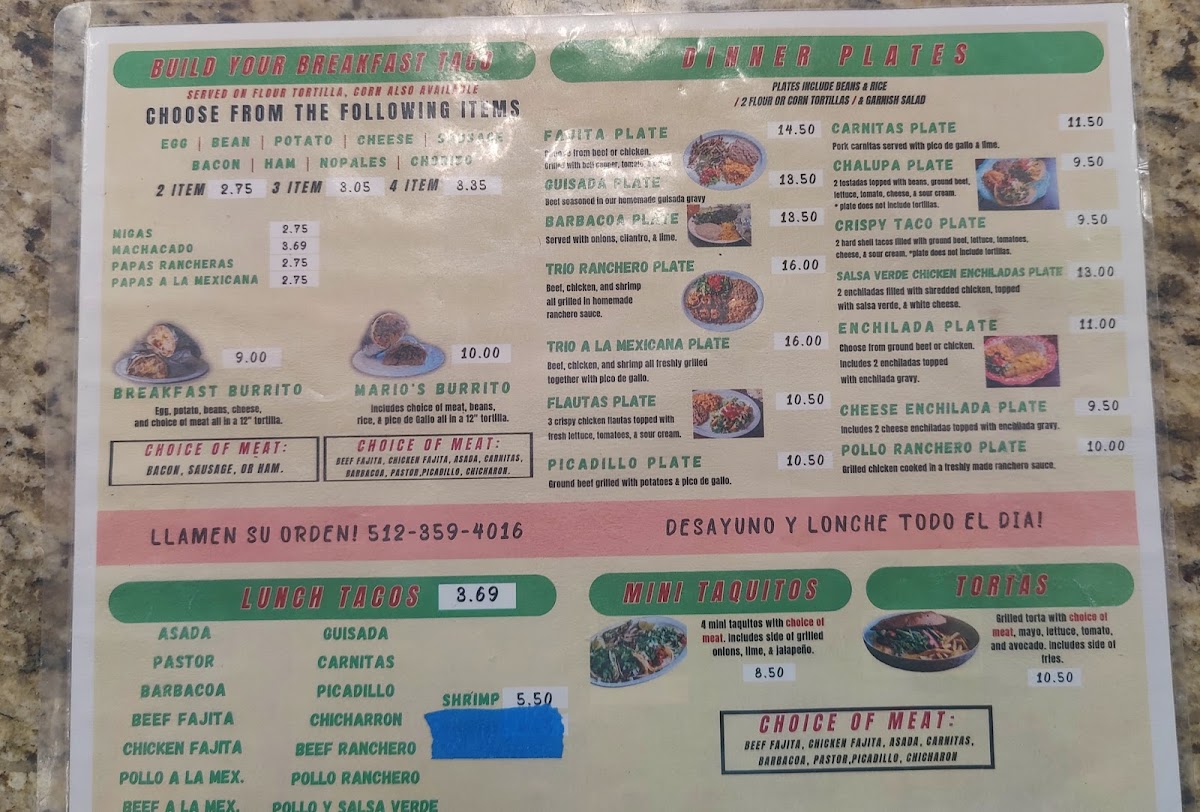 BUILD YOUR BREAKFAST TACO
SERVED ON FLOUR TORTILLA, CORN ALSO AVAILABLE
CHOOSE FROM THE FOLLOWING ITEMS
EGG | BEAN | POTATO | CHEESE | SAUSAGE
BACON | HAM | NOPALES | CHORIZO
2 ITEM 2.75 3 ITEM 3.05 4 ITEM 3.35
MIGAS 2.75
MACHACADO 3.69
PAPAS RANCHERAS 2.75
PAPAS A LA MEXICANA 2.75
9.00
BREAKFAST BURRITO
Egg, potato, beans, cheese,
and choice of meat all in a 12" tortilla.
CHOICE OF MEAT:
BACON, SAUSAGE, OR HAM.
10.00
MARIO'S BURRITO
Includes choice of meat, beans,
rice, & pico de Gallo all in a 12" tortilla.
CHOICE OF MEAT:
BEEF FAJITA, CHICKEN FAJITA, ASADA, CARNITAS,
BARBACOA, PASTOR,PICADILLO, CHICHARON.
DINNER PLATES
PLATES INCLUDE BEANS & RICE
/ 2 FLOUR OR CORN TORTILLAS / & GARNISH SALAD
FAJITA PLATE 14.50
Choose from beef or chicken.
Grilled with bell pepper, tomato, & onion
GUISADA PLATE 13.50
Beef seasoned in our homemade guisada gravy
BARBACOA PLATE 13.50
Served with onions, cilantro, & lime.
TRIO RANCHERO PLATE 16.00
Beef, chicken, and shrimp
all grilled in homemade
ranchero sauce.
TRIO A LA MEXICANA PLATE 16.00
Beef, chicken, and shrimp all freshly grilled
together with pico de gallo.
FLAUTAS PLATE 10.50
3 crispy chicken flautas topped with
fresh lettuce, tomatoes, & sour cream.
PICADILLO PLATE 10.50
Ground beef grilled with potatoes & pico de gallo.
CARNITAS PLATE 11.50
Pork carnitas served with pico de gallo & lime.
CHALUPA PLATE 9.50
2 tostadas topped with beans, ground beef,
lettuce, tomato, cheese, & sour cream.
* plate does not include tortillas.
CRISPY TACO PLATE 9.50
2 hard shell tacos filled with ground beef, lettuce, tomatoes,
cheese, & sour cream. *plate does not include tortillas.
SALSA VERDE CHICKEN ENCHILADAS PLATE 13.00
2 enchiladas filled with shredded chicken, topped
with salsa verde, & white cheese.
ENCHILADA PLATE 11.00
Choose from ground beef or chicken.
Includes 2 enchiladas topped
with enchilada gravy.
CHEESE ENCHILADA PLATE 9.50
Includes 2 cheese enchiladas topped with enchilada gravy.
POLLO RANCHERO PLATE 10.00
Grilled chicken cooked in a freshly made ranchero sauce.
LLAMEN SU ORDEN! 512-359-4016
DESAYUNO Y LONCHE TODO EL DIA!
LUNCH TACOS 3.69
ASADA
PASTOR
BARBACOA
BEEF FAJITA
CHICKEN FAJITA
POLLO A LA MEX.
BEEF A LA MEX.
GUISADA
CARNITAS
PICADILLO
CHICHARRON
BEEF RANCHERO
POLLO RANCHERO
POLLO Y SALSA VERDE
SHRIMP 5.50
MINI TAQUITOS
4 mini taquitos with choice of
meat. Includes side of grilled
onions, lime, & jalapeño.
8.50
TORTAS
Grilled torta with choice of
meat, mayo, lettuce, tomato,
and avocado. Includes side of
fries.
10.50
CHOICE OF MEAT:
BEEF FAJITA, CHICKEN FAJITA, ASADA, CARNITAS,
BARBACOA, PASTOR,PICADILLO, CHICHARON